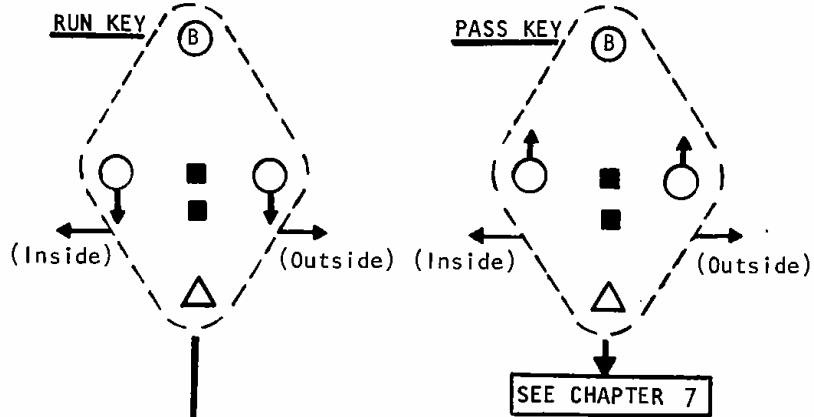 RUN KEY
B
(Inside)
(Outside)
PASS KEY
B
(Inside)
(Outside)
SEE CHAPTER 7